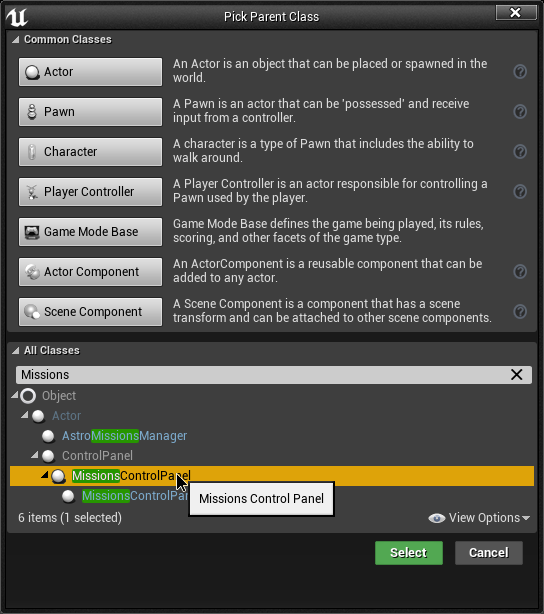 Pick Parent Class
Common Classes
Actor
An Actor is an object that can be placed or spawned in the
world.
Pawn
A Pawn is an actor that can be 'possessed' and receive
input from a controller.
Character
A character is a type of Pawn that includes the ability to
walk around.
Player Controller
A Player Controller is an actor responsible for controlling a
Pawn used by the player.
Game Mode Base
Game Mode Base defines the game being played, its rules,
scoring, and other facets of the game type.
Actor Component
An ActorComponent is a reusable component that can be
added to any actor.
Scene Component
A Scene Component is a component that has a scene
transform and can be attached to other scene components.
All Classes
Missions
Object
Actor
AstroMissionsManager
ControlPanel
MissionsControlPanel
MissionsControlPan
Missions Control Panel
6 items (1 selected)
View Options
Select
Cancel